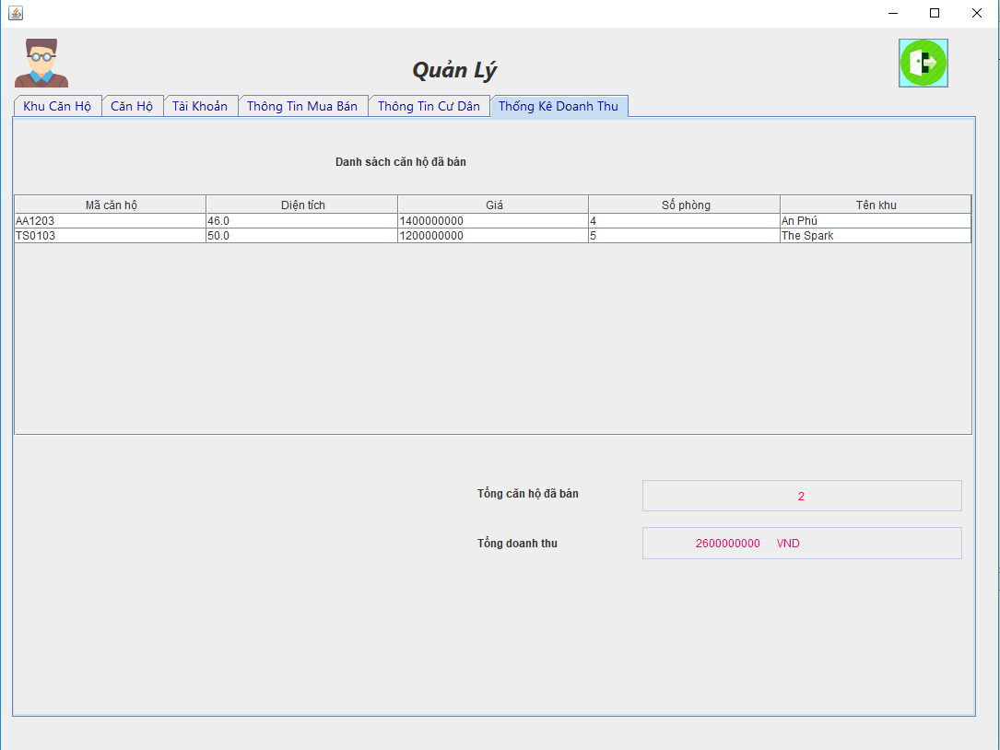 Quản Lý
Khu Căn Hộ Căn Hộ Tài Khoản Thông Tin Mua Bán Thông Tin Cư Dân Thống Kê Doanh Thu
Danh sách căn hộ đã bán
Mã căn hộ Diện tích Giá Số phòng Tên khu
AA1203 46.0 1400000000 4 An Phú
TS0103 50.0 1200000000 5 The Spark
Tổng căn hộ đã bán 2
Tổng doanh thu 2600000000 VND